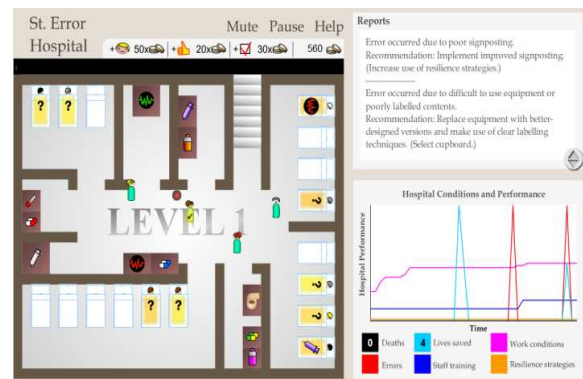 St. Error
Hospital
Mute Pause Help
+ 50x | + 20x | + 30x 560
? ?
?
?
?
LEVEL 1
? ?
Reports
Error occurred due to poor signposting.
Recommendation: Implement improved signposting.
(Increase use of resilience strategies.)
Error occurred due to difficult to use equipment or
poorly labelled contents.
Recommendation: Replace equipment with better-
designed versions and make use of clear labelling
techniques. (Select cupboard.)
Hospital Conditions and Performance
Hospital Performance
Time
0 Deaths 4 Lives saved Work conditions
Errors Staff training Resilience strategies